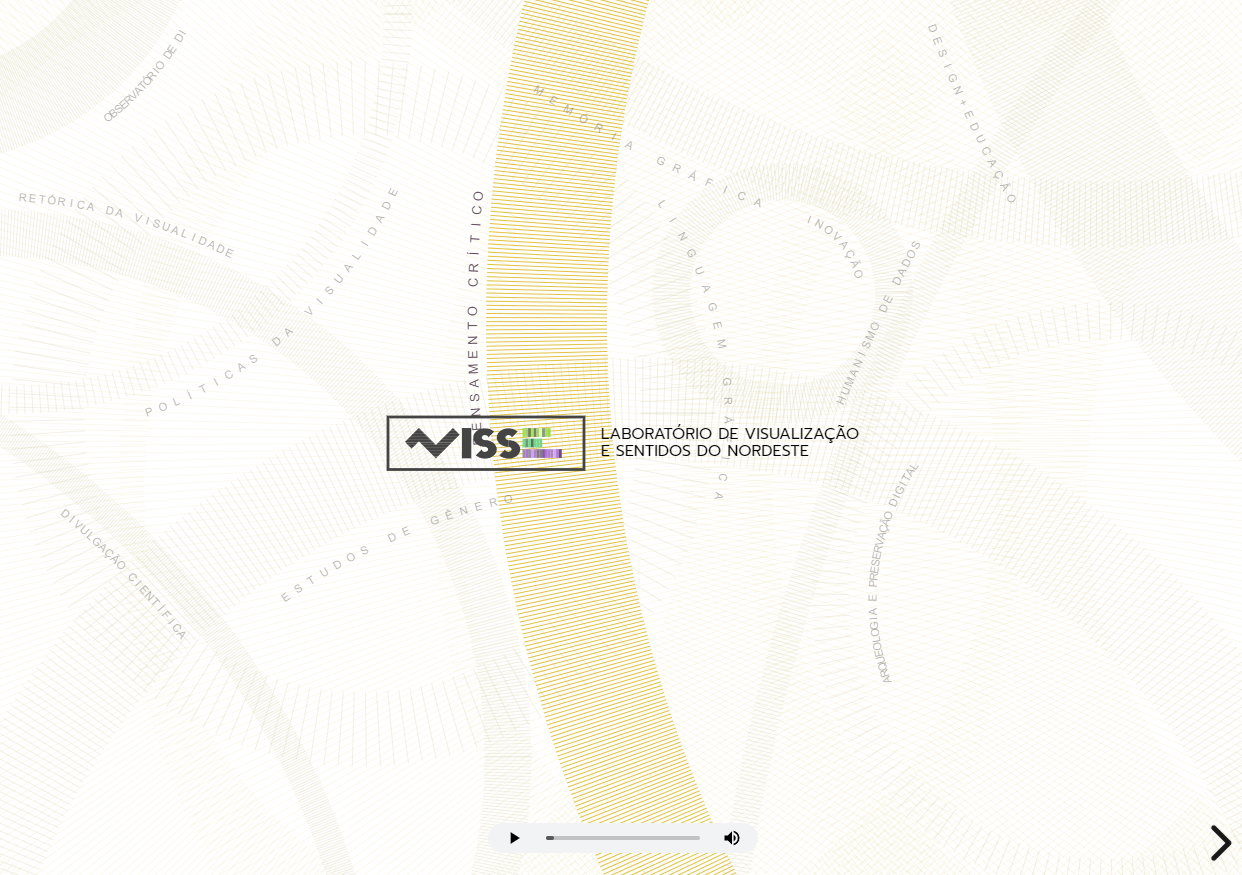 OBSERVATÓRIO DE DI
DESIGN+EDUCAÇÃO
MEMÓRIA GRÁFICA
RETÓRICA DA VISUALIDADE
POLÍTICAS DA VISUALIDADE
PENSAMENTO CRÍTICO
LINGUAGEM GRÁFICA
INOVAÇÃO
HUMANISMO DE DADOS
VISSE
LABORATÓRIO DE VISUALIZAÇÃO
E SENTIDOS DO NORDESTE
ESTUDOS DE GÊNERO
DIVULGAÇÃO CIENTÍFICA
ARQUEOLOGIA E PRESERVAÇÃO DIGITAL